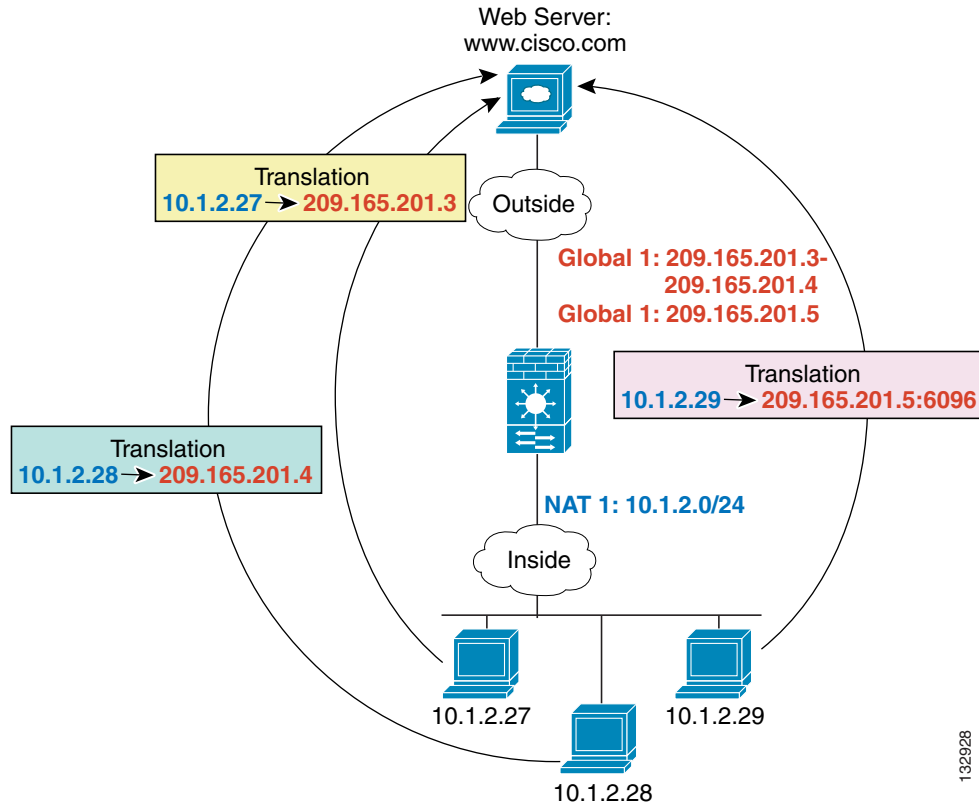 Web Server:
www.cisco.com
Translation
10.1.2.27 209.165.201.3
Outside
Global 1: 209.165.201.3-
209.165.201.4
Global 1: 209.165.201.5
Translation
10.1.2.29 209.165.201.5:6096
Translation
10.1.2.28 209.165.201.4
NAT 1: 10.1.2.0/24
Inside
10.1.2.27
10.1.2.29
10.1.2.28
132928